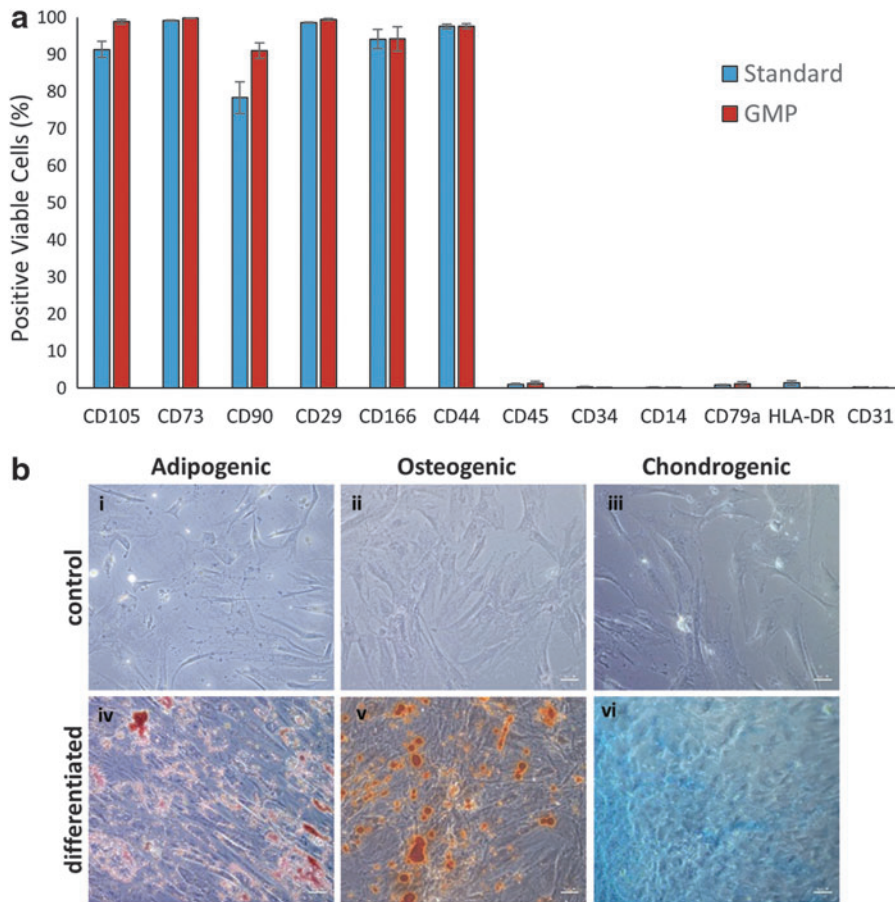 a
Positive Viable Cells (%)
100
90
80
70
60
50
40
30
20
10
0
Standard
GMP
CD105 CD73 CD90 CD29 CD166 CD44 CD45 CD34 CD14 CD79a HLA-DR CD31
b
Adipogenic Osteogenic Chondrogenic
control
i ii iii
differentiated
iv v vi